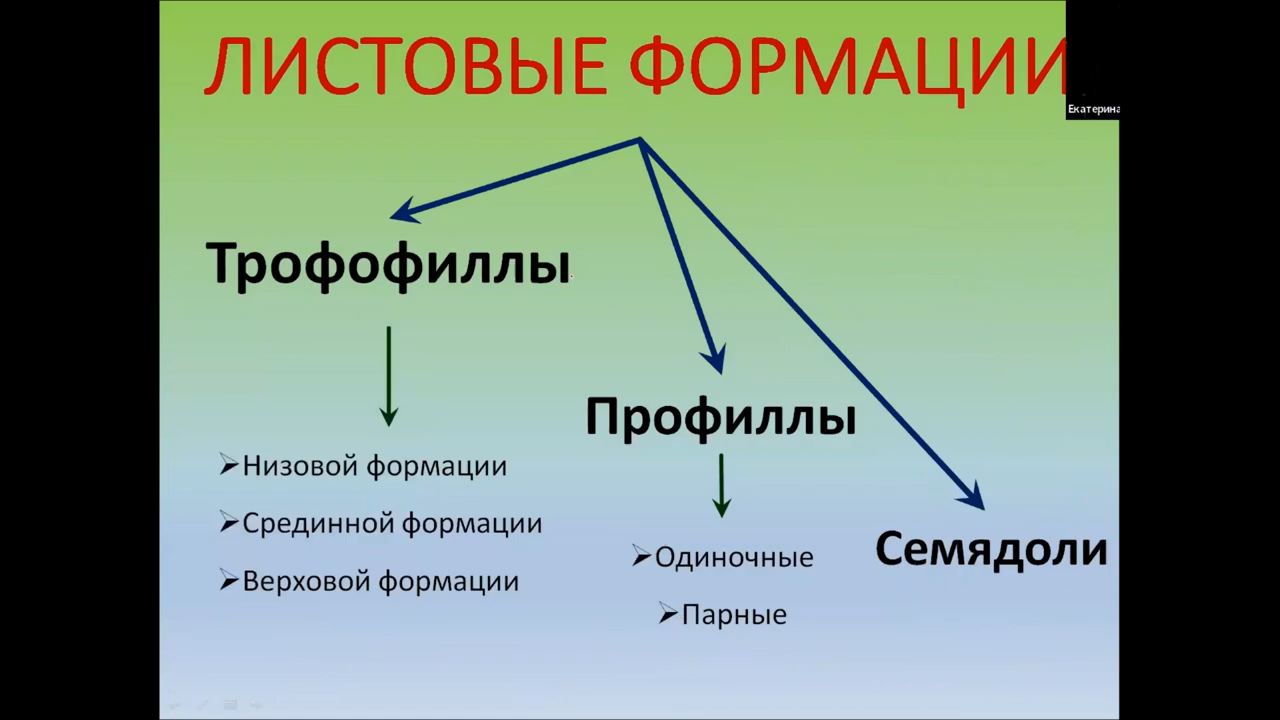 ЛИСТОВЫЕ ФОРМАЦИИ
Екатерина
Трофофиллы
Низовой формации
Срединной формации
Верховой формации
Профиллы
Одиночные
Парные
Семядоли